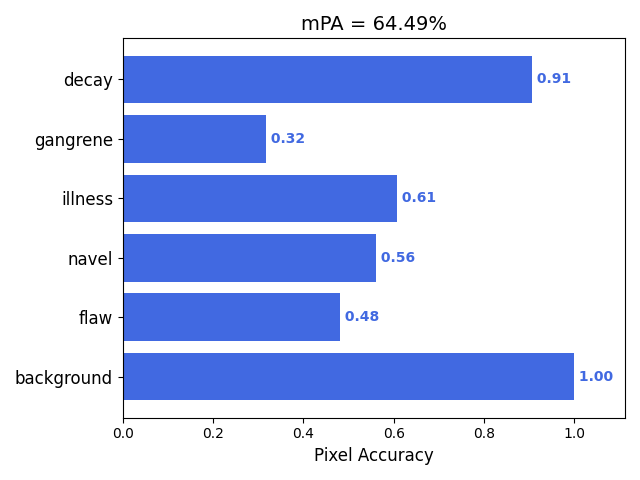 mPA = 64.49%
decay 0.91
gangrene 0.32
illness 0.61
navel 0.56
flaw 0.48
background 1.00
0.0 0.2 0.4 0.6 0.8 1.0
Pixel Accuracy